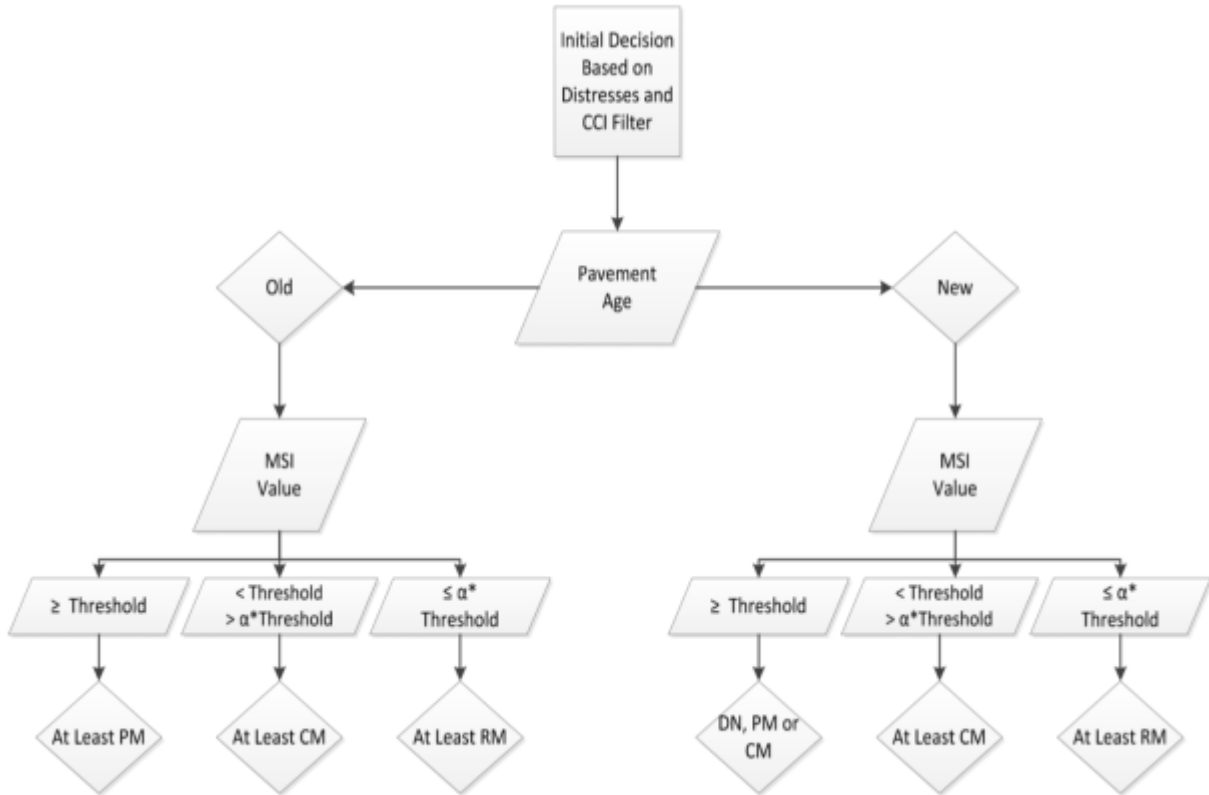 Initial Decision
Based on
Distresses and
CCI Filter
Old
Pavement
Age
New
MSI
Value
MSI
Value
≥ Threshold
< Threshold
> α*Threshold
≤ α*
Threshold
≥ Threshold
< Threshold
> α*Threshold
≤ α*
Threshold
At Least PM
At Least CM
At Least RM
DN, PM or
CM
At Least CM
At Least RM